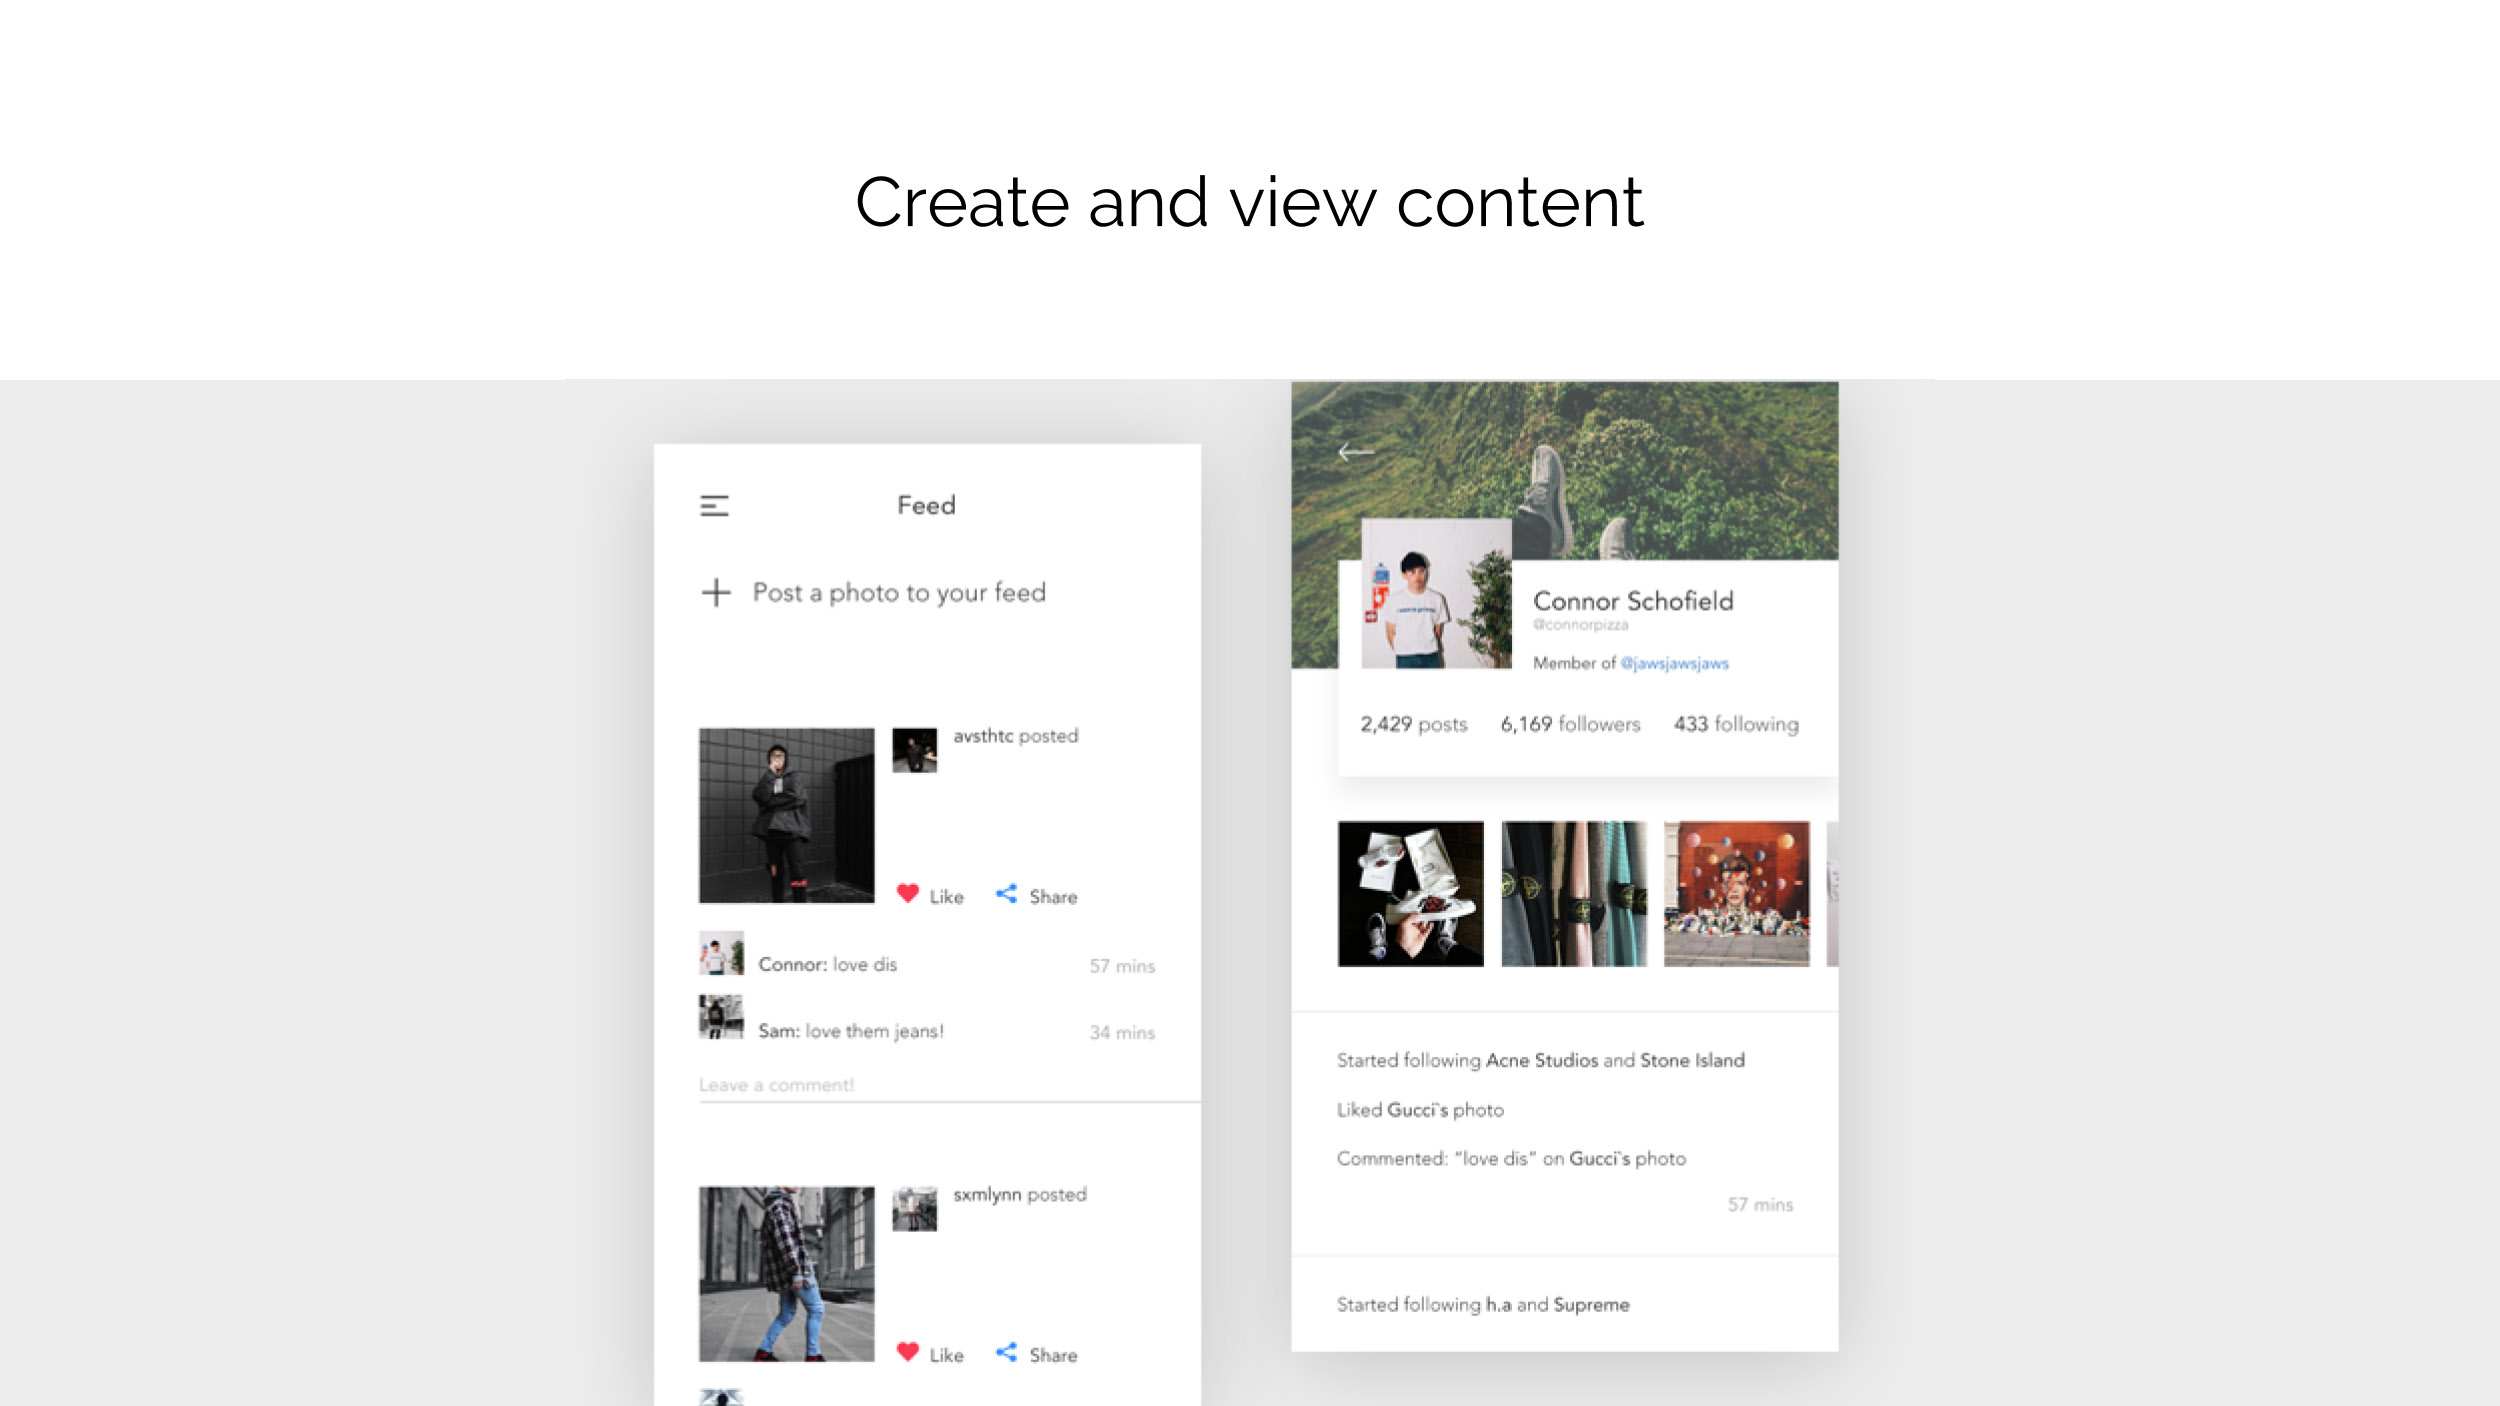 Create and view content
Feed
Post a photo to your feed
avsthtc posted
Like Share
Connor: love dis 57 mins
Sam: love them jeans! 34 mins
Leave a comment!
sxmlynn posted
Like Share
Connor Schofield
@connorpizza
Member of @jawsjawsjaws
2,429 posts 6,169 followers 433 following
Started following Acne Studios and Stone Island
Liked Gucci`s photo
Commented: “love dis” on Gucci`s photo
57 mins
Started following h.a and Supreme